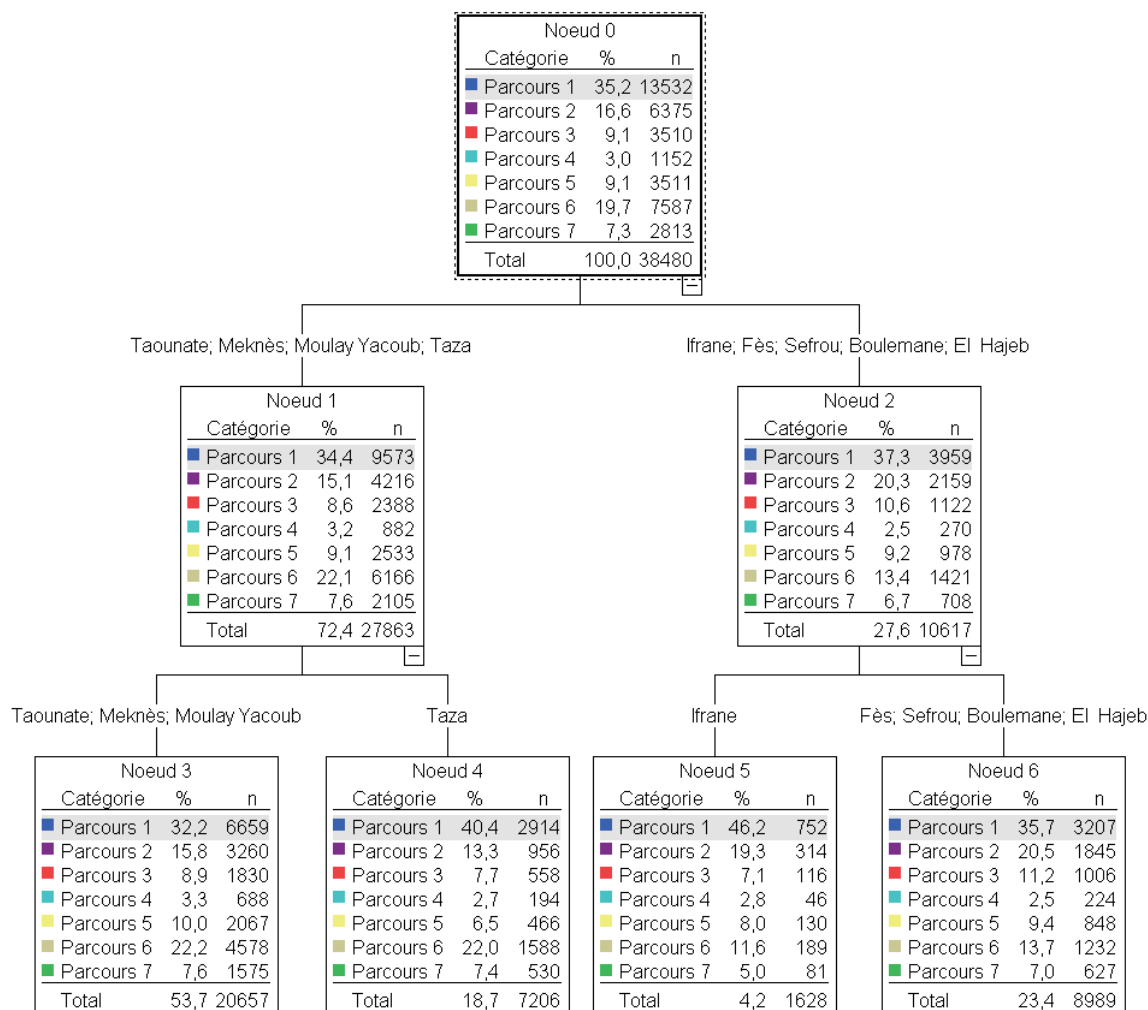 Noeud 0
Catégorie % n
Parcours 1 35,2 13532
Parcours 2 16,6 6375
Parcours 3 9,1 3510
Parcours 4 3,0 1152
Parcours 5 9,1 3511
Parcours 6 19,7 7587
Parcours 7 7,3 2813
Total 100,0 38480
Taounate; Meknès; Moulay Yacoub; Taza
Ifrane; Fès; Sefrou; Boulemane; El Hajeb
Noeud 1
Catégorie % n
Parcours 1 34,4 9573
Parcours 2 15,1 4216
Parcours 3 8,6 2388
Parcours 4 3,2 882
Parcours 5 9,1 2533
Parcours 6 22,1 6166
Parcours 7 7,6 2105
Total 72,4 27863
Noeud 2
Catégorie % n
Parcours 1 37,3 3959
Parcours 2 20,3 2159
Parcours 3 10,6 1122
Parcours 4 2,5 270
Parcours 5 9,2 978
Parcours 6 13,4 1421
Parcours 7 6,7 708
Total 27,6 10617
Taounate; Meknès; Moulay Yacoub
Taza
Ifrane
Fès; Sefrou; Boulemane; El Hajeb
Noeud 3
Catégorie % n
Parcours 1 32,2 6659
Parcours 2 15,8 3260
Parcours 3 8,9 1830
Parcours 4 3,3 688
Parcours 5 10,0 2067
Parcours 6 22,2 4578
Parcours 7 7,6 1575
Total 53,7 20657
Noeud 4
Catégorie % n
Parcours 1 40,4 2914
Parcours 2 13,3 956
Parcours 3 7,7 558
Parcours 4 2,7 194
Parcours 5 6,5 466
Parcours 6 22,0 1588
Parcours 7 7,4 530
Total 18,7 7206
Noeud 5
Catégorie % n
Parcours 1 46,2 752
Parcours 2 19,3 314
Parcours 3 7,1 116
Parcours 4 2,8 46
Parcours 5 8,0 130
Parcours 6 11,6 189
Parcours 7 5,0 81
Total 4,2 1628
Noeud 6
Catégorie % n
Parcours 1 35,7 3207
Parcours 2 20,5 1845
Parcours 3 11,2 1006
Parcours 4 2,5 224
Parcours 5 9,4 848
Parcours 6 13,7 1232
Parcours 7 7,0 627
Total 23,4 8989